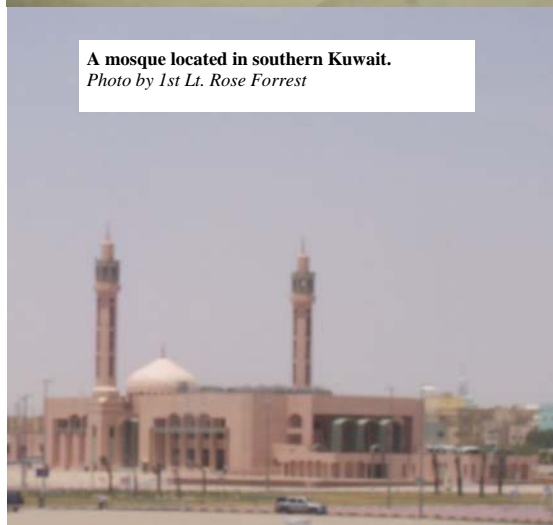 A mosque located in southern Kuwait.
Photo by 1st Lt. Rose Forrest